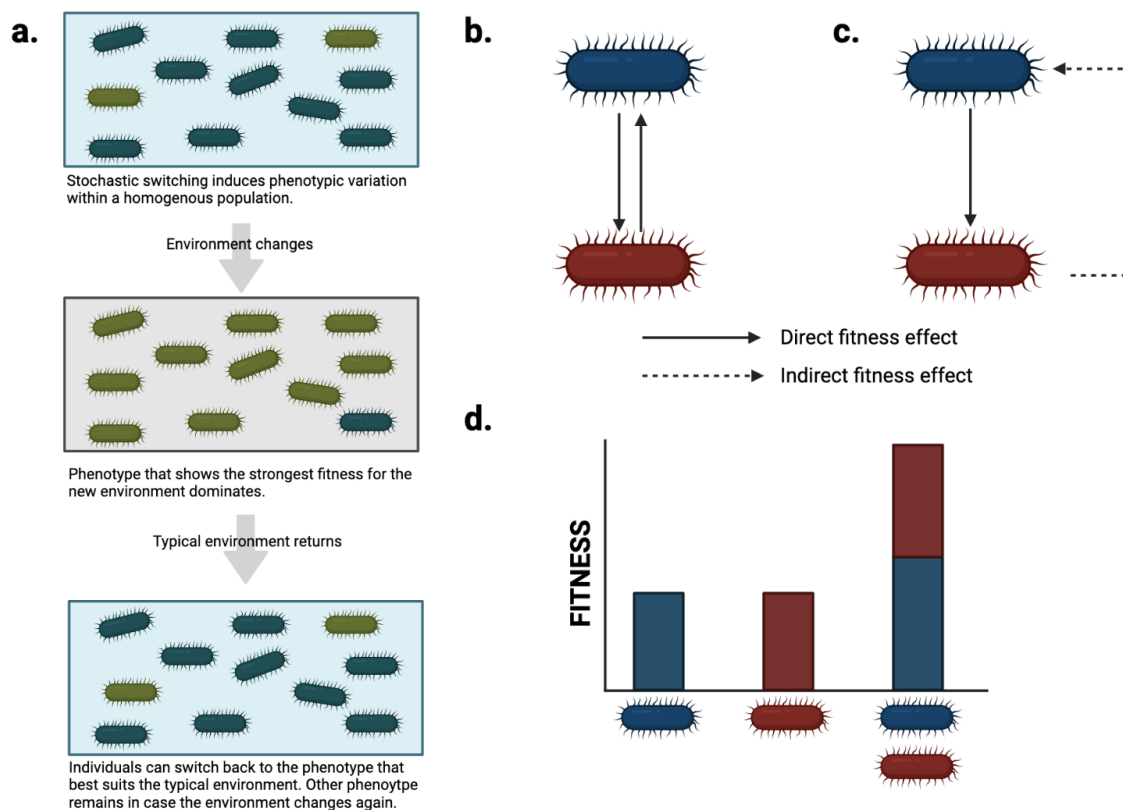 a.
Stochastic switching induces phenotypic variation
within a homogenous population.
Environment changes
Phenotype that shows the strongest fitness for the
new environment dominates.
Typical environment returns
Individuals can switch back to the phenotype that
best suits the typical environment. Other phenoytpe
remains in case the environment changes again.
b.
c.
Direct fitness effect
Indirect fitness effect
d.
FITNESS